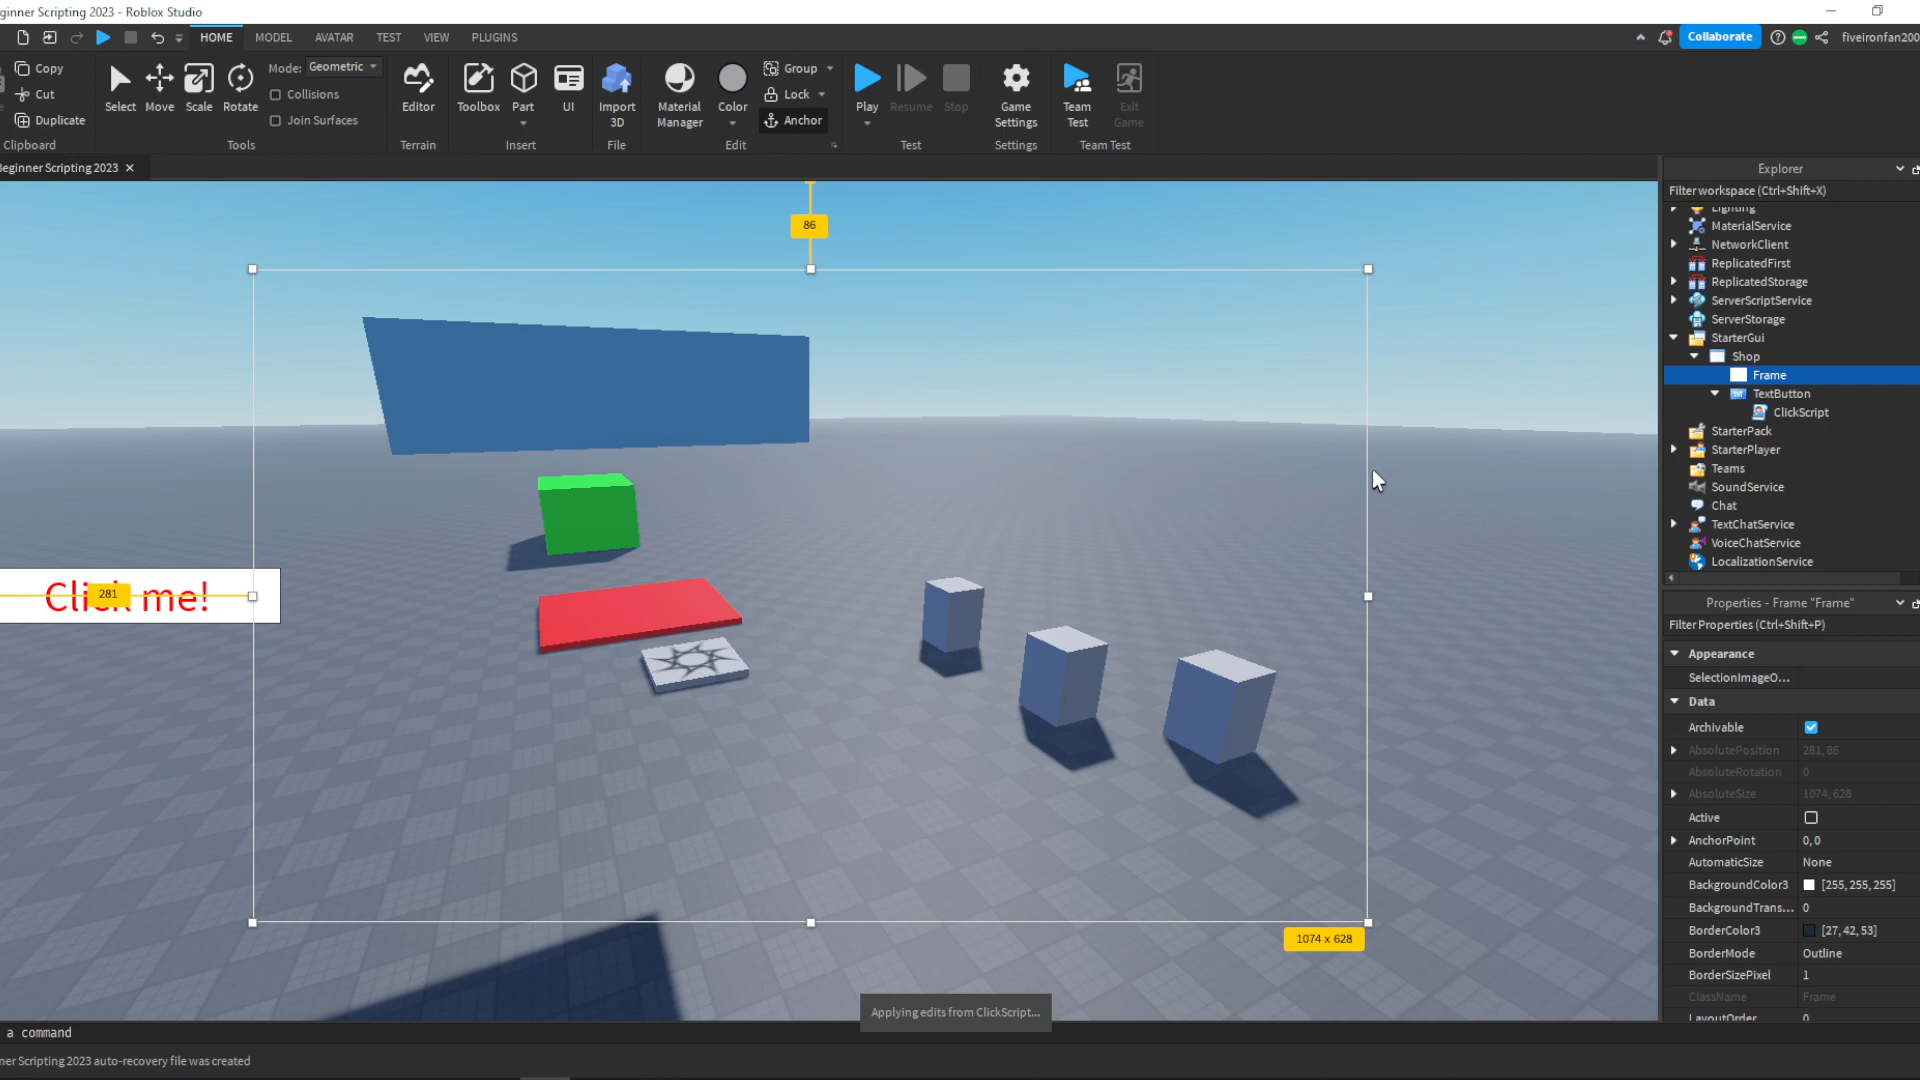 ginner Scripting 2023 - Roblox Studio
HOME MODEL AVATAR TEST VIEW PLUGINS
Collaborate
fiveironfan200
Copy
Cut
Duplicate
Clipboard
Select Move Scale Rotate
Mode: Geometric
Collisions
Join Surfaces
Tools
Editor
Terrain
Toolbox Part UI
Insert
Import 3D
File
Material Manager
Color
Group
Lock
Anchor
Edit
Play Resume Stop
Test
Game Settings
Settings
Team Test
Exit Game
Team Test
Beginner Scripting 2023
86
Click me!
281
1074 x 628
Applying edits from ClickScript...
Explorer
Filter workspace (Ctrl+Shift+X)
Lighting
MaterialService
NetworkClient
ReplicatedFirst
ReplicatedStorage
ServerScriptService
ServerStorage
StarterGui
Shop
Frame
TextButton
ClickScript
StarterPack
StarterPlayer
Teams
SoundService
Chat
TextChatService
VoiceChatService
LocalizationService
Properties - Frame "Frame"
Filter Properties (Ctrl+Shift+P)
Appearance
SelectionImageO...
Data
Archivable
AbsolutePosition 281, 86
AbsoluteRotation 0
AbsoluteSize 1074, 628
Active
AnchorPoint 0, 0
AutomaticSize None
BackgroundColor3 [255, 255, 255]
BackgroundTrans... 0
BorderColor3 [27, 42, 53]
BorderMode Outline
BorderSizePixel 1
ClassName Frame
LayoutOrder 0
a command
ner Scripting 2023 auto-recovery file was created